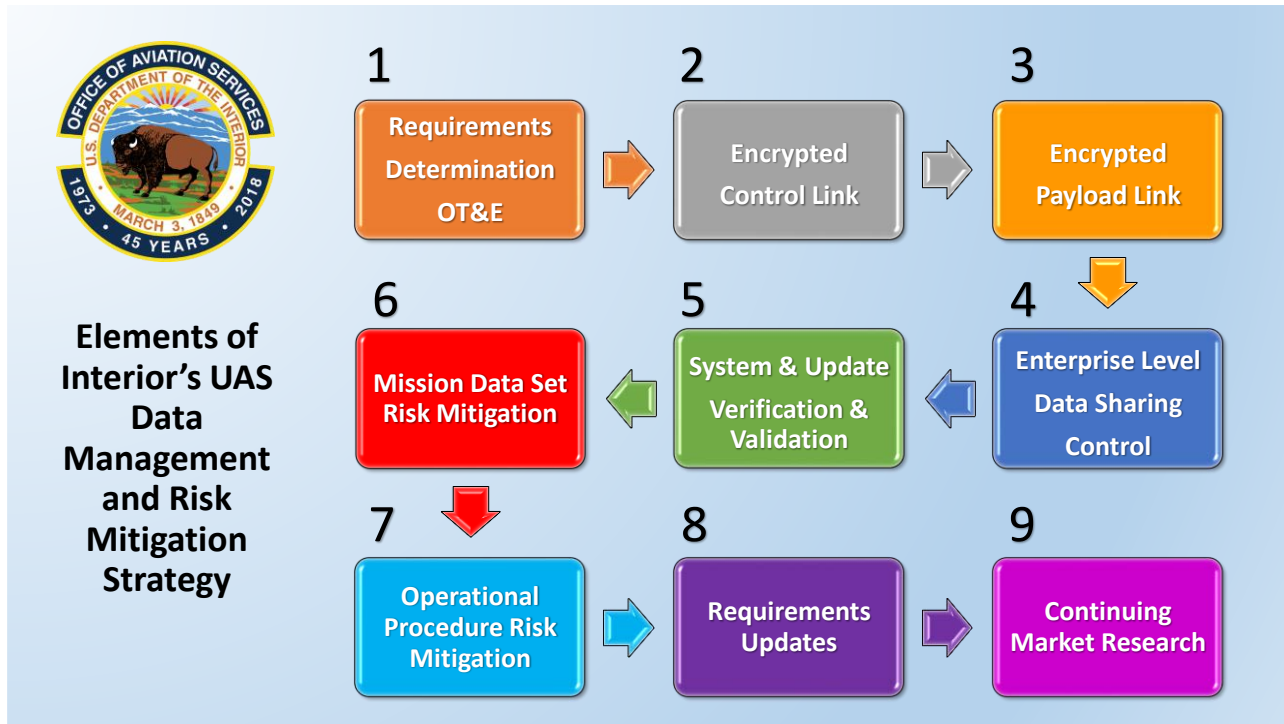 OFFICE OF AVIATION SERVICES
U.S. DEPARTMENT OF THE INTERIOR
MARCH 3, 1849
1973 • 45 YEARS • 2018
Elements of
Interior’s UAS
Data
Management
and Risk
Mitigation
Strategy
1
Requirements
Determination
OT&E
2
Encrypted
Control Link
3
Encrypted
Payload Link
4
Enterprise Level
Data Sharing
Control
5
System & Update
Verification &
Validation
6
Mission Data Set
Risk Mitigation
7
Operational
Procedure Risk
Mitigation
8
Requirements
Updates
9
Continuing
Market Research